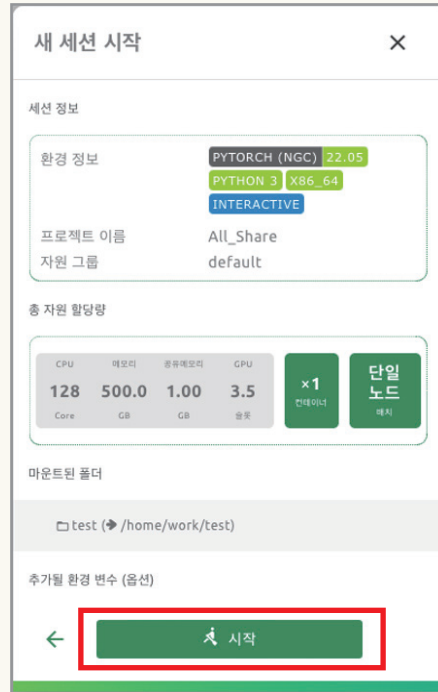 새 세션 시작
세션 정보
환경 정보
PYTORCH (NGC) 22.05
PYTHON 3 X86_64
INTERACTIVE
프로젝트 이름 All_Share
자원 그룹 default
총 자원 할당량
CPU 메모리 공유메모리 GPU
128 500.0 1.00 3.5
Core GB GB 슬롯
×1
컨테이너
단일
노드
배치
마운트된 폴더
test (➔ /home/work/test)
추가될 환경 변수 (옵션)
시작